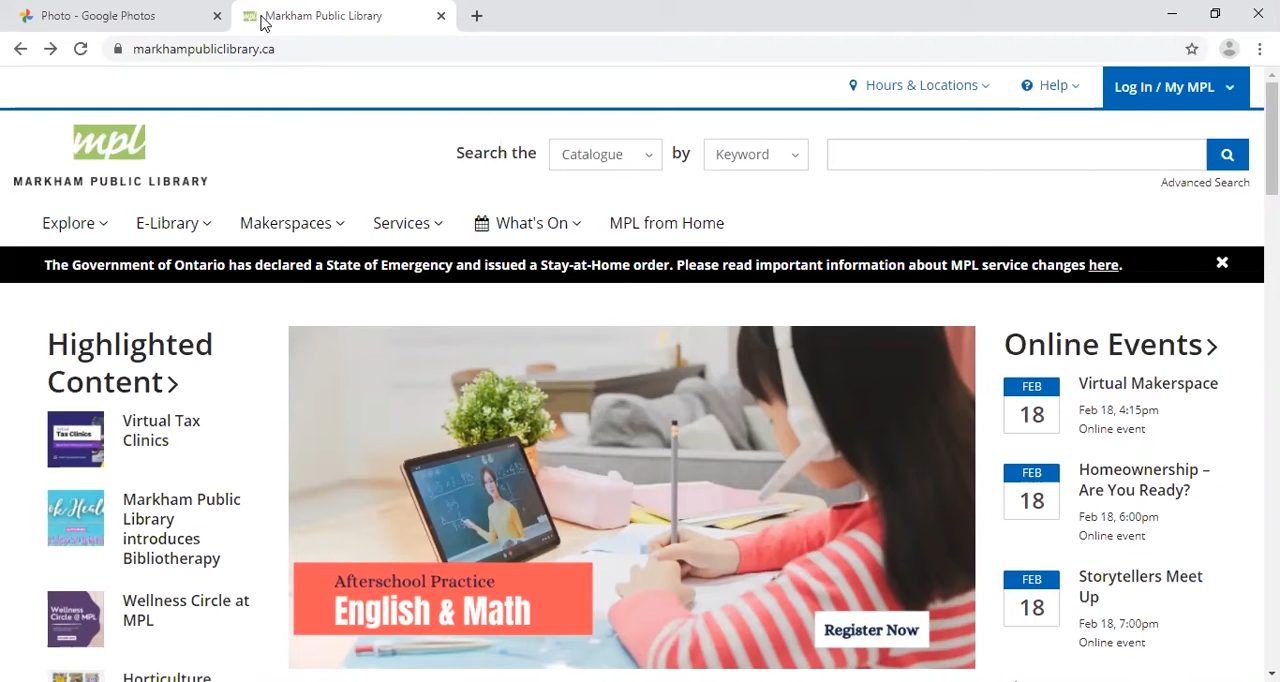 Photo - Google Photos
Markham Public Library
markhampubliclibrary.ca
Hours & Locations
Help
Log In / My MPL
mpl
MARKHAM PUBLIC LIBRARY
Search the
Catalogue
by
Keyword
Advanced Search
Explore
E-Library
Makerspaces
Services
What's On
MPL from Home
The Government of Ontario has declared a State of Emergency and issued a Stay-at-Home order. Please read important information about MPL service changes here.
Highlighted
Content
Tax Clinics
Virtual Tax
Clinics
Markham Public
Library
introduces
Bibliotherapy
Wellness
Circle @ MPL
Wellness Circle at
MPL
Horticulture
Afterschool Practice
English & Math
Register Now
Online Events
FEB
18
Virtual Makerspace
Feb 18, 4:15pm
Online event
FEB
18
Homeownership –
Are You Ready?
Feb 18, 6:00pm
Online event
FEB
18
Storytellers Meet
Up
Feb 18, 7:00pm
Online event